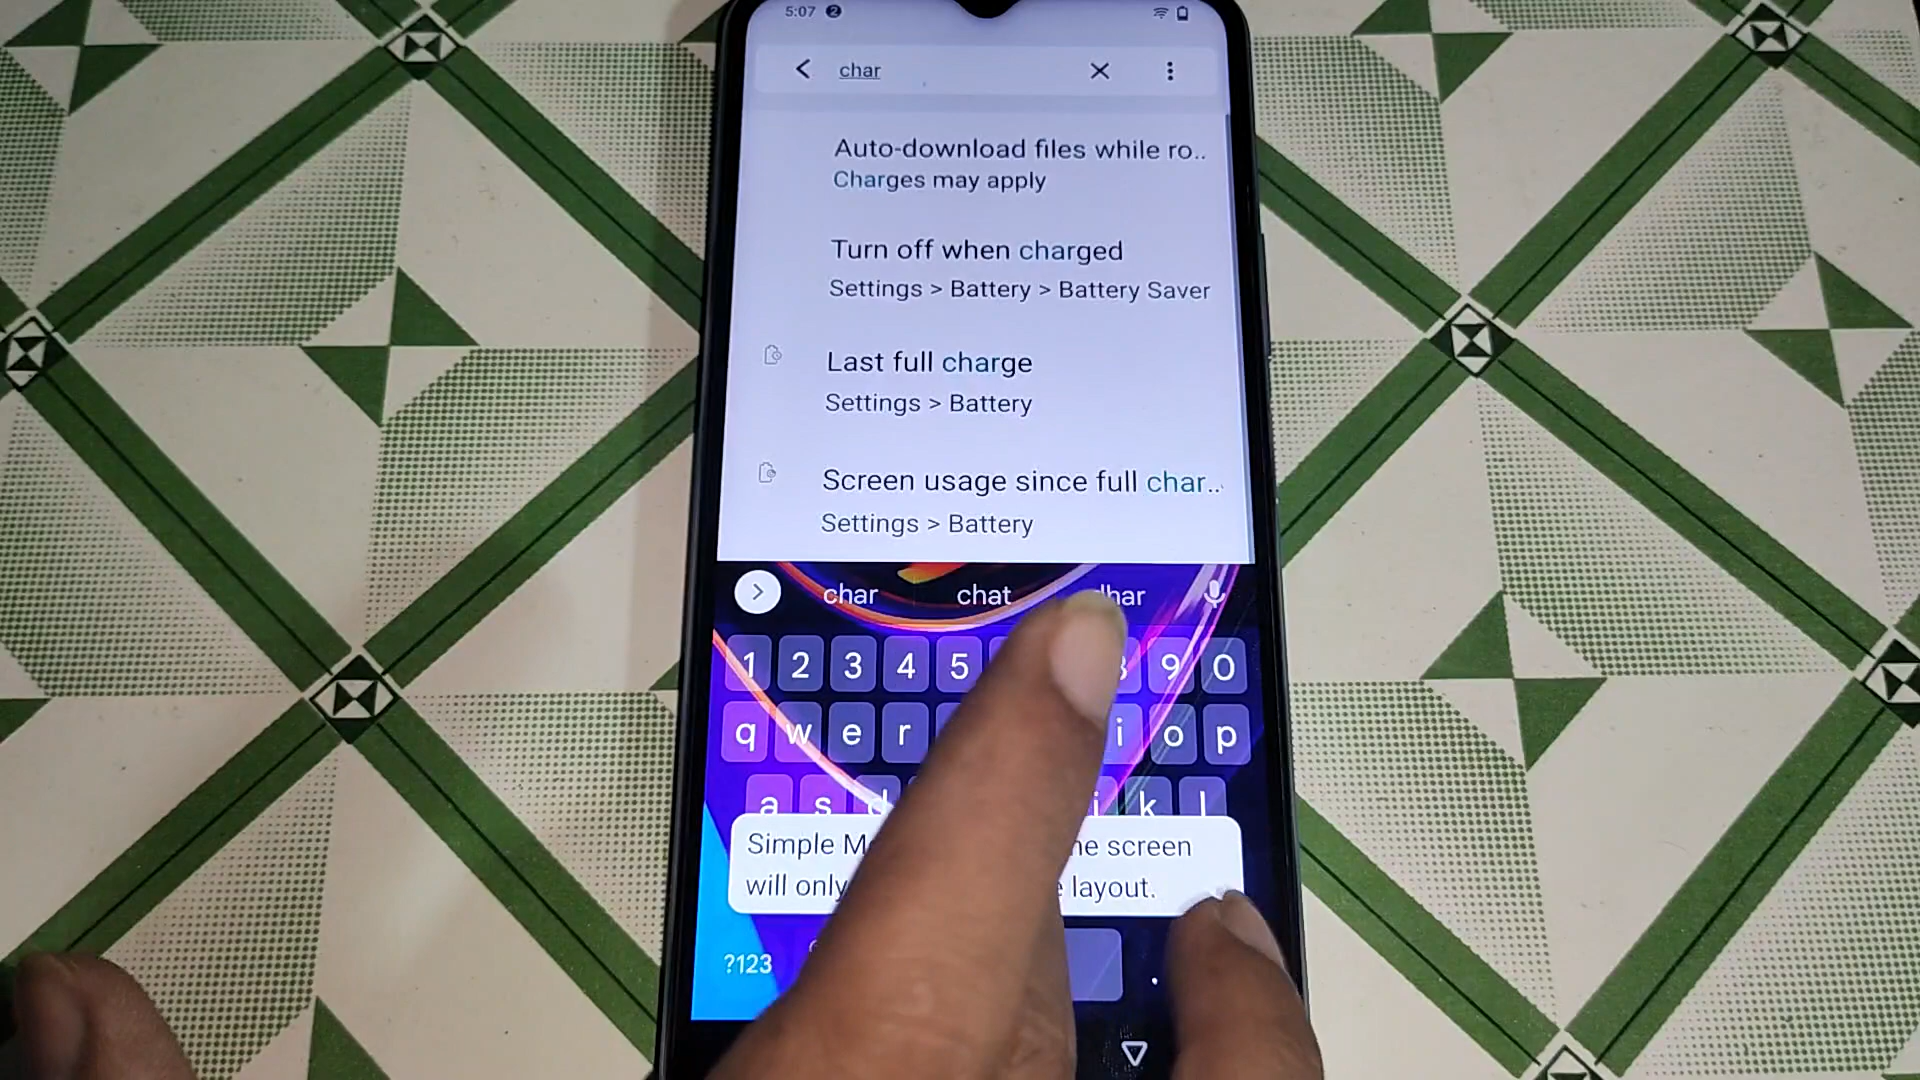 5:07 2
char
Auto-download files while ro..
Charges may apply
Turn off when charged
Settings > Battery > Battery Saver
Last full charge
Settings > Battery
Screen usage since full char..
Settings > Battery
char chat dhar
1 2 3 4 5 9 0
q w e r i o p
a s d j k l
Simple screen
will only layout.
?123 .